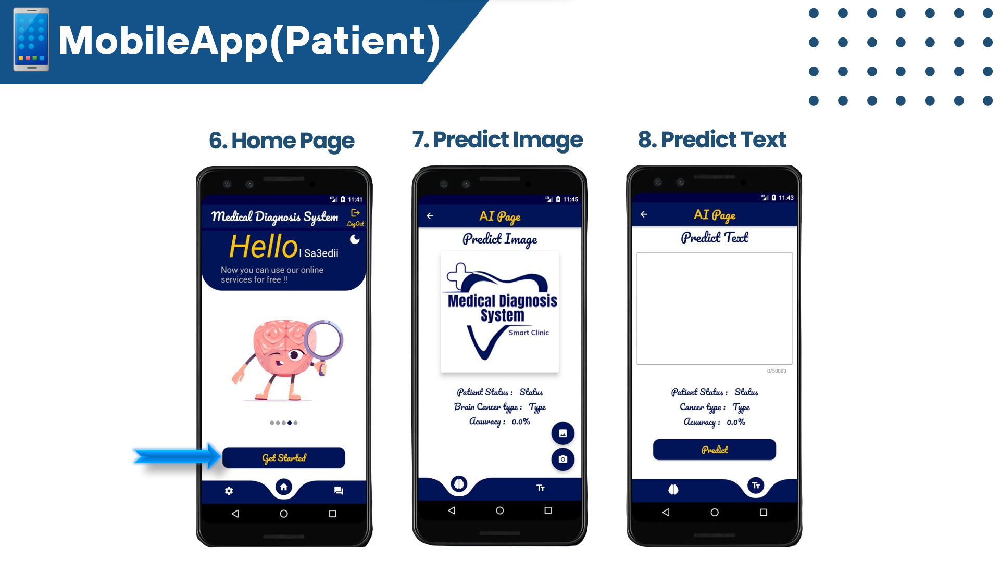 MobileApp(Patient)
6. Home Page
LTE 11:41
Medical Diagnosis System
LogOut
Hello | Sa3edii
Now you can use our online
services for free !!
Get Started
7. Predict Image
LTE 11:45
AI Page
Predict Image
Medical Diagnosis
System
Smart Clinic
Patient Status : Status
Brain Cancer type : Type
Acuuracy : 0.0%
Tт
8. Predict Text
LTE 11:43
AI Page
Predict Text
0/50000
Patient Status : Status
Cancer type : Type
Acuuracy : 0.0%
Predict
Tт